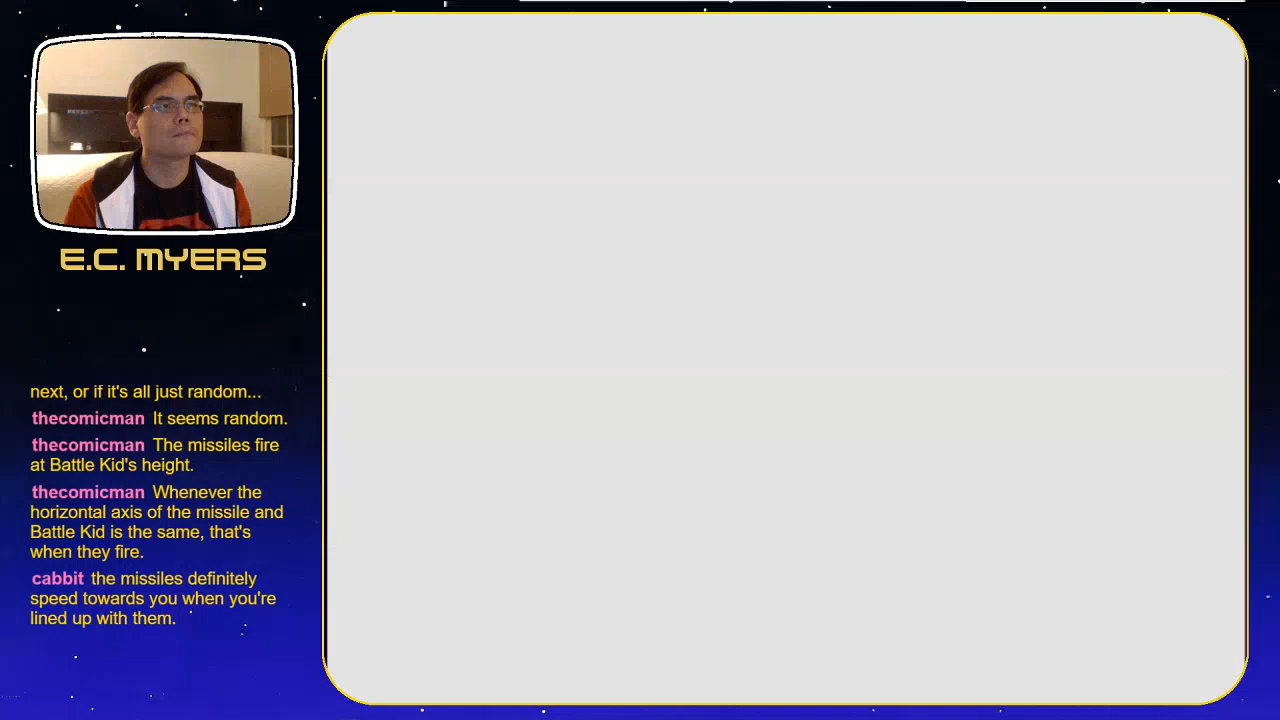 E.C. MYERS
next, or if it's all just random...
thecomicman It seems random.
thecomicman The missiles fire
at Battle Kid's height.
thecomicman Whenever the
horizontal axis of the missile and
Battle Kid is the same, that's
when they fire.
cabbit the missiles definitely
speed towards you when you're
lined up with them.